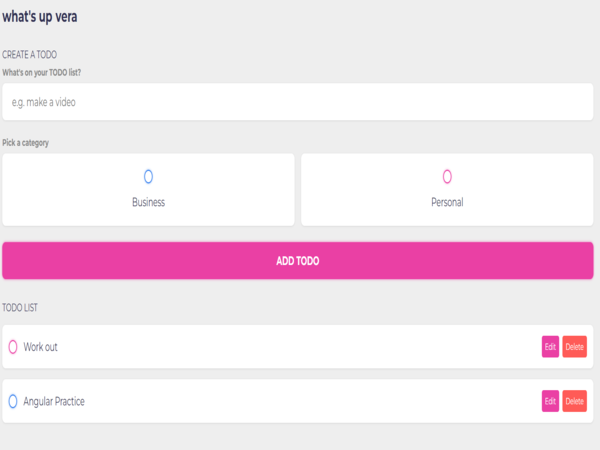 what's up vera
CREATE A TODO
What's on your TODO list?
e.g. make a video
Pick a category
Business Personal
ADD TODO
TODO LIST
Work out Edit Delete
Angular Practice Edit Delete